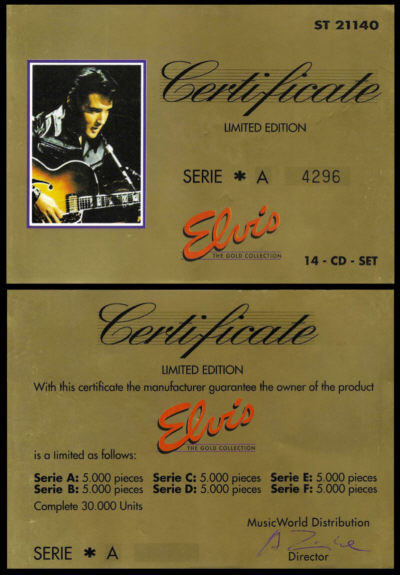 ST 21140
Certificate
LIMITED EDITION
SERIE * A 4296
Elvis
THE GOLD COLLECTION
14 - CD - SET
Certificate
LIMITED EDITION
With this certificate the manufacturer guarantee the owner of the product
Elvis
THE GOLD COLLECTION
is a limited as follows:
Serie A: 5.000 pieces Serie C: 5.000 pieces Serie E: 5.000 pieces
Serie B: 5.000 pieces Serie D: 5.000 pieces Serie F: 5.000 pieces
Complete 30.000 Units
MusicWorld Distribution
Director
SERIE * A